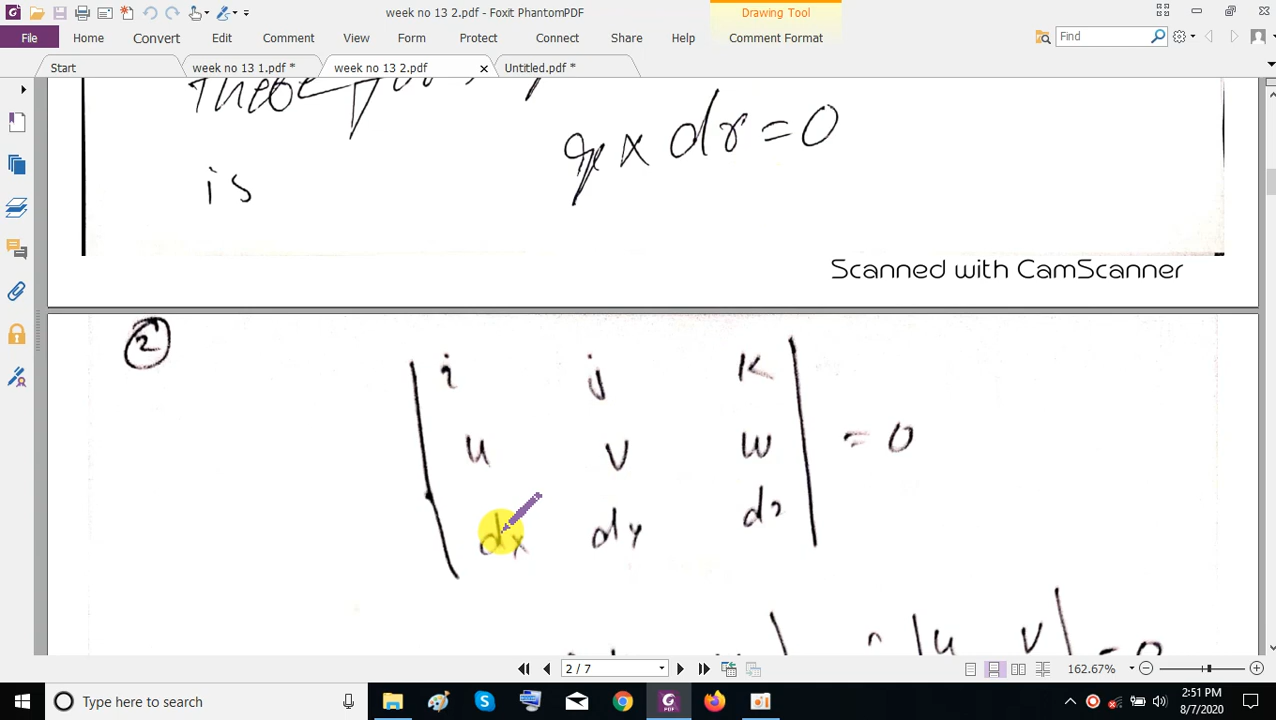 week no 13 2.pdf - Foxit PhantomPDF
Drawing Tool
File Home Convert Edit Comment View Form Protect Connect Share Help Comment Format
Find
Start week no 13 1.pdf * week no 13 2.pdf Untitled.pdf *
is q x dr = 0
Scanned with CamScanner
2
i j k
u v w = 0
dx dy dz
u v = 0
2 / 7
162.67%
Type here to search
2:51 PM
8/7/2020